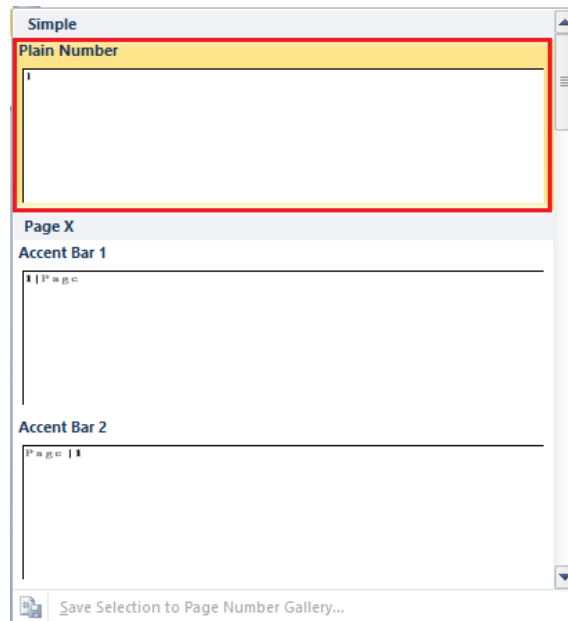 Simple
Plain Number
1
Page X
Accent Bar 1
1 | Page
Accent Bar 2
Page | 1
Save Selection to Page Number Gallery...